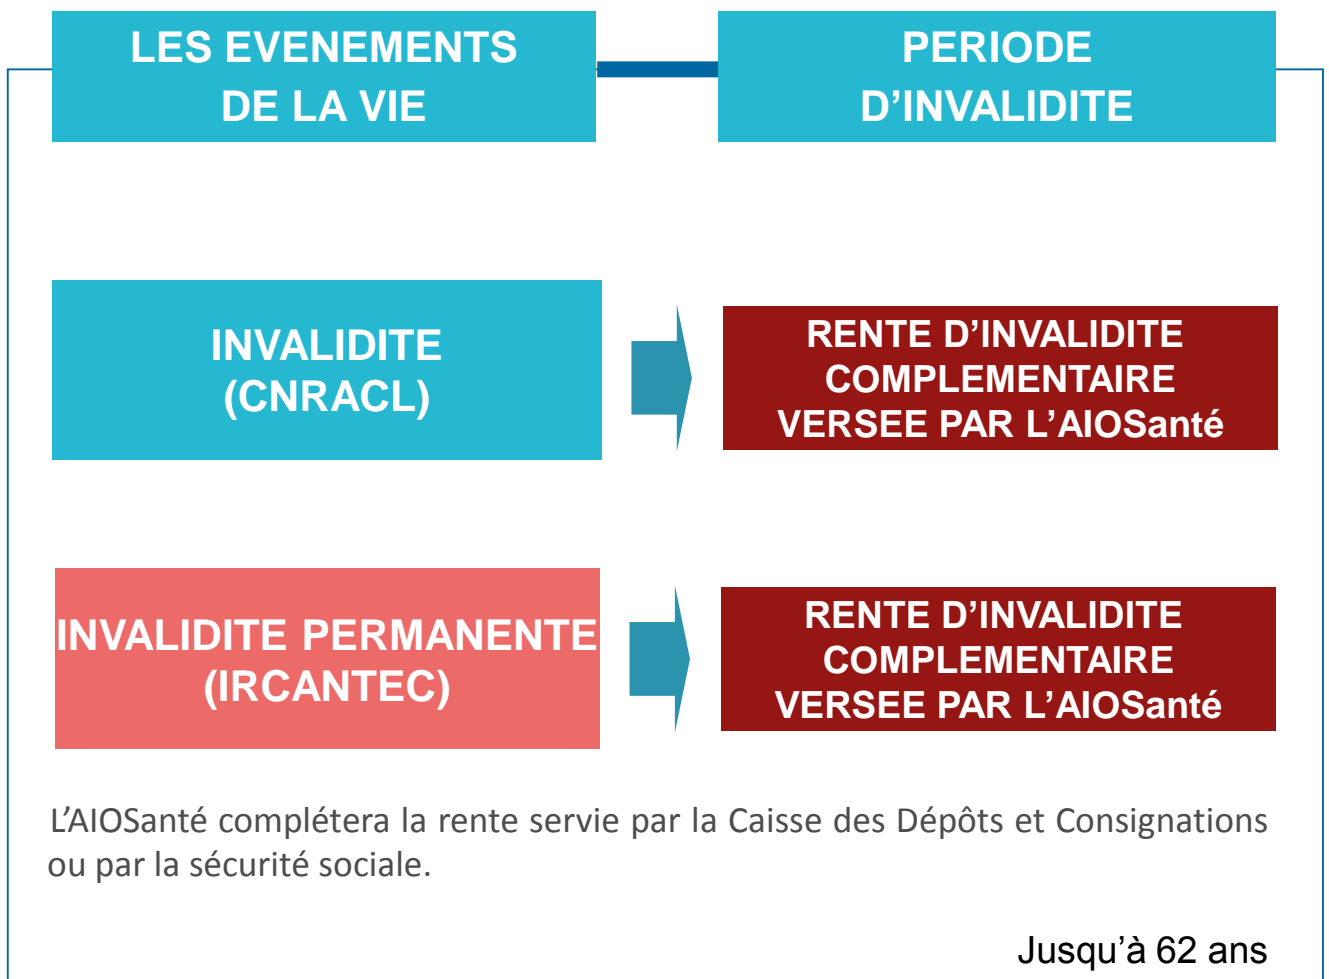 LES EVENEMENTS
DE LA VIE
PERIODE
D’INVALIDITE
INVALIDITE
(CNRACL)
RENTE D’INVALIDITE
COMPLEMENTAIRE
VERSEE PAR L’AIOSanté
INVALIDITE PERMANENTE
(IRCANTEC)
RENTE D’INVALIDITE
COMPLEMENTAIRE
VERSEE PAR L’AIOSanté
L’AIOSanté complétera la rente servie par la Caisse des Dépôts et Consignations
ou par la sécurité sociale.
Jusqu’à 62 ans